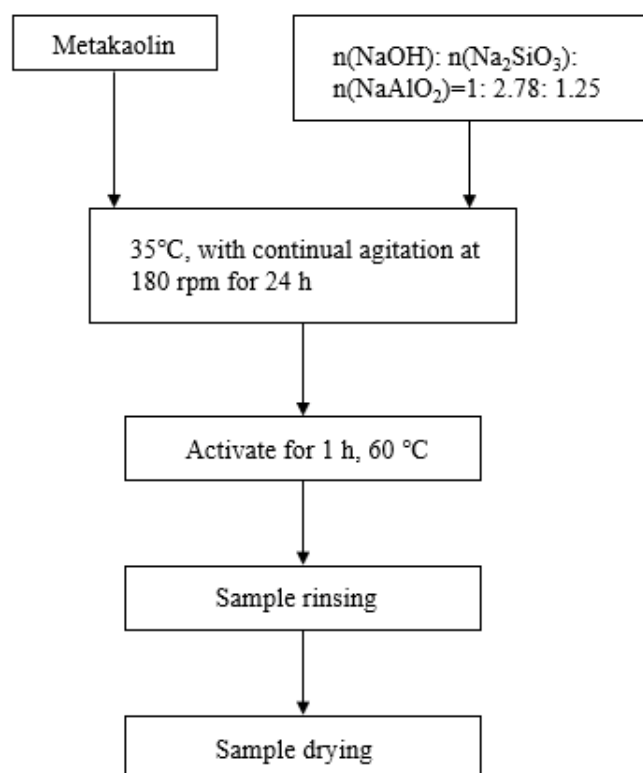 Metakaolin
n(NaOH): n(Na₂SiO₃):
n(NaAlO₂)=1: 2.78: 1.25
35℃, with continual agitation at
180 rpm for 24 h
Activate for 1 h, 60 ℃
Sample rinsing
Sample drying